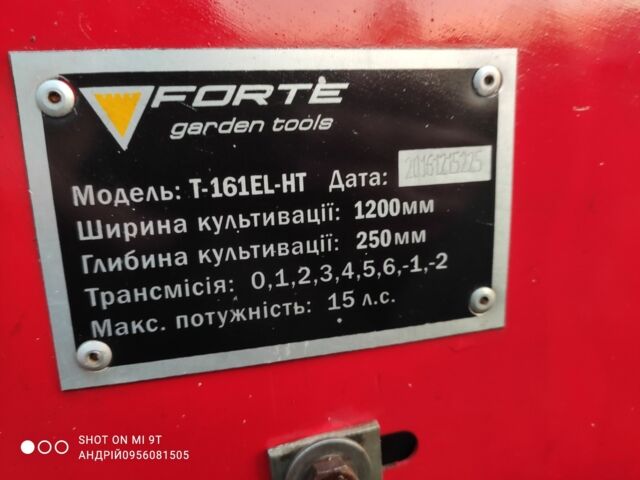 FORTE
garden tools
Модель: T-161EL-HT Дата: 20161215225
Ширина культивації: 1200мм
Глибина культивації: 250мм
Трансмісія: 0,1,2,3,4,5,6,-1,-2
Макс. потужність: 15 л.с.
SHOT ON MI 9T
АНДРІЙ0956081505